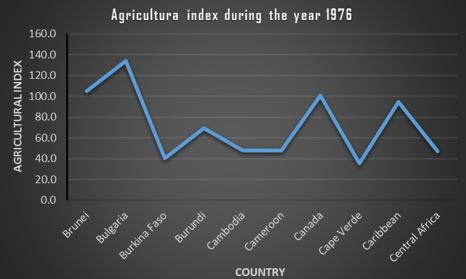 Agricultura index during the year 1976
160.0
140.0
120.0
100.0
80.0
60.0
40.0
20.0
0.0
AGRICULTURAL INDEX
Brunei
Bulgaria
Burkina Faso
Burundi
Cambodia
Cameroon
Canada
Cape Verde
Caribbean
Central Africa
COUNTRY